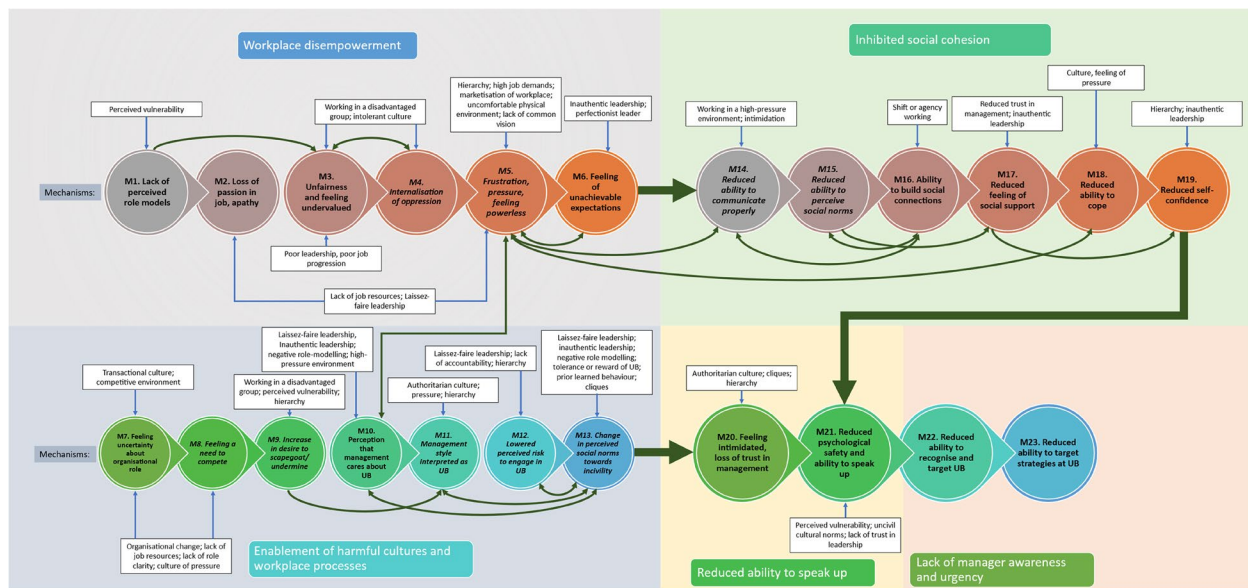 Workplace disempowerment
Inhibited social cohesion
Perceived vulnerability
Working in a disadvantaged
group; intolerant culture
Hierarchy; high job demands;
marketisation of workplace;
uncomfortable physical
environment; lack of common
vision
Inauthentic leadership;
perfectionist leader
Working in a high-pressure
environment; intimidation
Shift or agency
working
Reduced trust in
management; inauthentic
leadership
Culture, feeling of
pressure
Hierarchy; inauthentic
leadership
Mechanisms:
M1. Lack of
perceived
role models
M2. Loss of
passion in
job, apathy
M3.
Unfairness
and feeling
undervalued
M4.
Internalisation
of oppression
M5.
Frustration,
pressure,
feeling
powerless
M6. Feeling
of
unachievable
expectations
M14.
Reduced
ability to
communicate
properly
M15.
Reduced
ability to
perceive
social norms
M16. Ability
to build social
connections
M17.
Reduced
feeling of
social support
M18.
Reduced
ability to
cope
M19.
Reduced self-
confidence
Poor leadership, poor job
progression
Lack of job resources; Laissez-
faire leadership
Transactional culture;
competitive environment
Working in a disadvantaged
group; perceived vulnerability;
hierarchy
Laissez-faire leadership,
Inauthentic leadership;
negative role-modelling; high-
pressure environment
Authoritarian culture;
pressure; hierarchy
Laissez-faire leadership; lack
of accountability; hierarchy
Laissez-faire leadership;
inauthentic leadership;
negative role modelling;
tolerance or reward of UB;
prior learned behaviour;
cliques
Authoritarian culture; cliques;
hierarchy
Mechanisms:
M7. Feeling
uncertainty
about
organisational
role
M8. Feeling a
need to
compete
M9. Increase
in desire to
scapegoat/
undermine
M10.
Perception
that
management
cares about
UB
M11.
Management
style
Interpreted as
UB
M12.
Lowered
perceived risk
to engage in
UB
M13. Change
in perceived
social norms
towards
incivility
M20. Feeling
intimidated,
loss of trust in
management
M21. Reduced
psychological
safety and
ability to speak
up
M22. Reduced
ability to
recognise and
target UB
M23. Reduced
ability to target
strategies at UB
Organisational change; lack of
job resources; lack of role
clarity; culture of pressure
Perceived vulnerability; uncivil
cultural norms; lack of trust in
leadership
Enablement of harmful cultures and
workplace processes
Reduced ability to speak up
Lack of manager awareness
and urgency